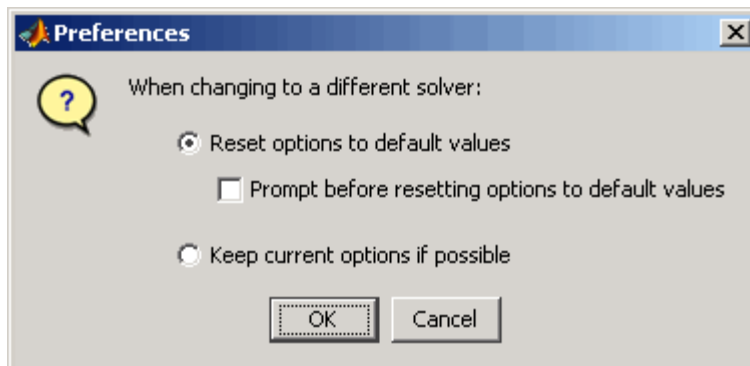 Preferences
?
When changing to a different solver:
Reset options to default values
Prompt before resetting options to default values
Keep current options if possible
OK Cancel